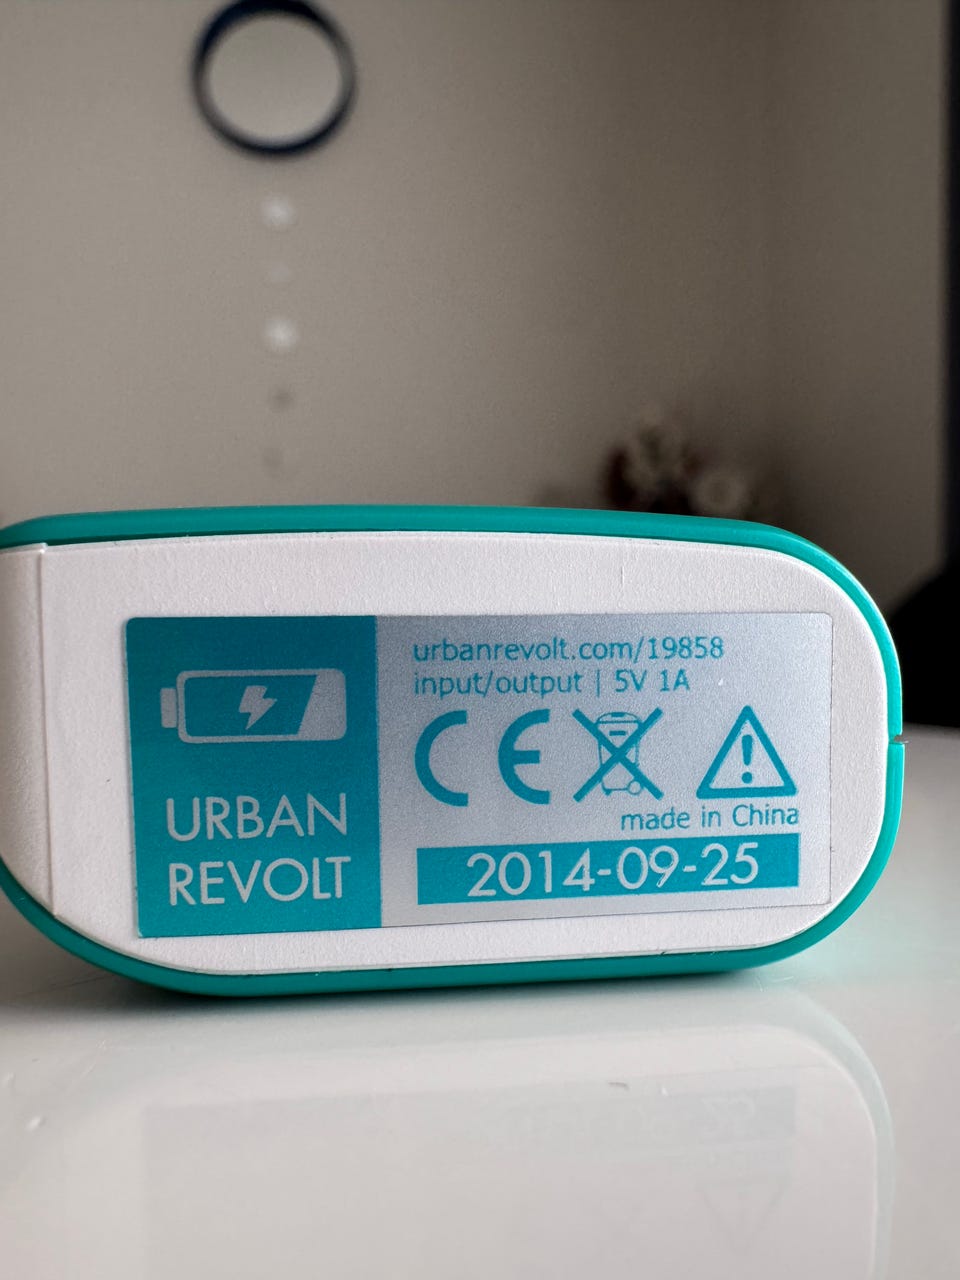 URBAN
REVOLT
urbanrevolt.com/19858
input/output | 5V 1A
CE
made in China
2014-09-25